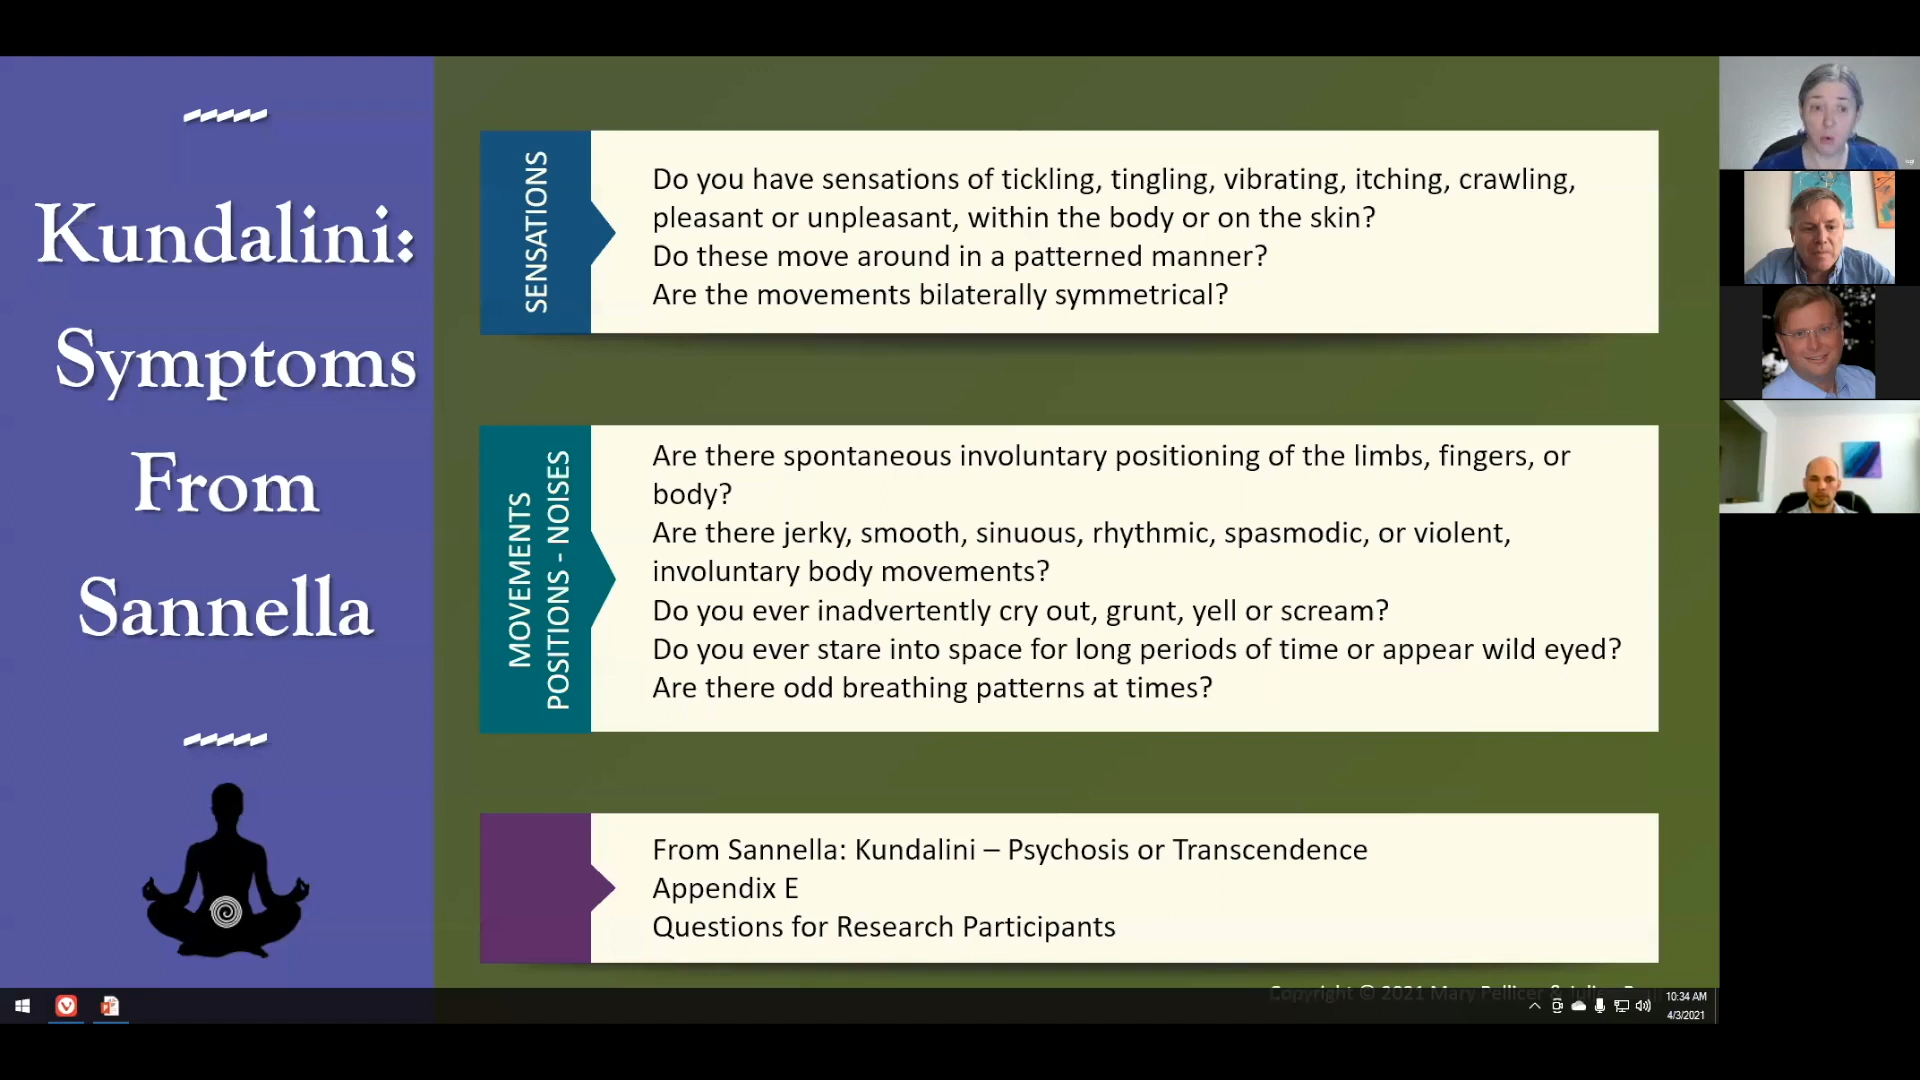 Kundalini:
Symptoms
From
Sannella
SENSATIONS
Do you have sensations of tickling, tingling, vibrating, itching, crawling,
pleasant or unpleasant, within the body or on the skin?
Do these move around in a patterned manner?
Are the movements bilaterally symmetrical?
MOVEMENTS
POSITIONS - NOISES
Are there spontaneous involuntary positioning of the limbs, fingers, or
body?
Are there jerky, smooth, sinuous, rhythmic, spasmodic, or violent,
involuntary body movements?
Do you ever inadvertently cry out, grunt, yell or scream?
Do you ever stare into space for long periods of time or appear wild eyed?
Are there odd breathing patterns at times?
From Sannella: Kundalini – Psychosis or Transcendence
Appendix E
Questions for Research Participants
Copyright © 2021 Mary Pellicer &
10:34 AM
4/3/2021